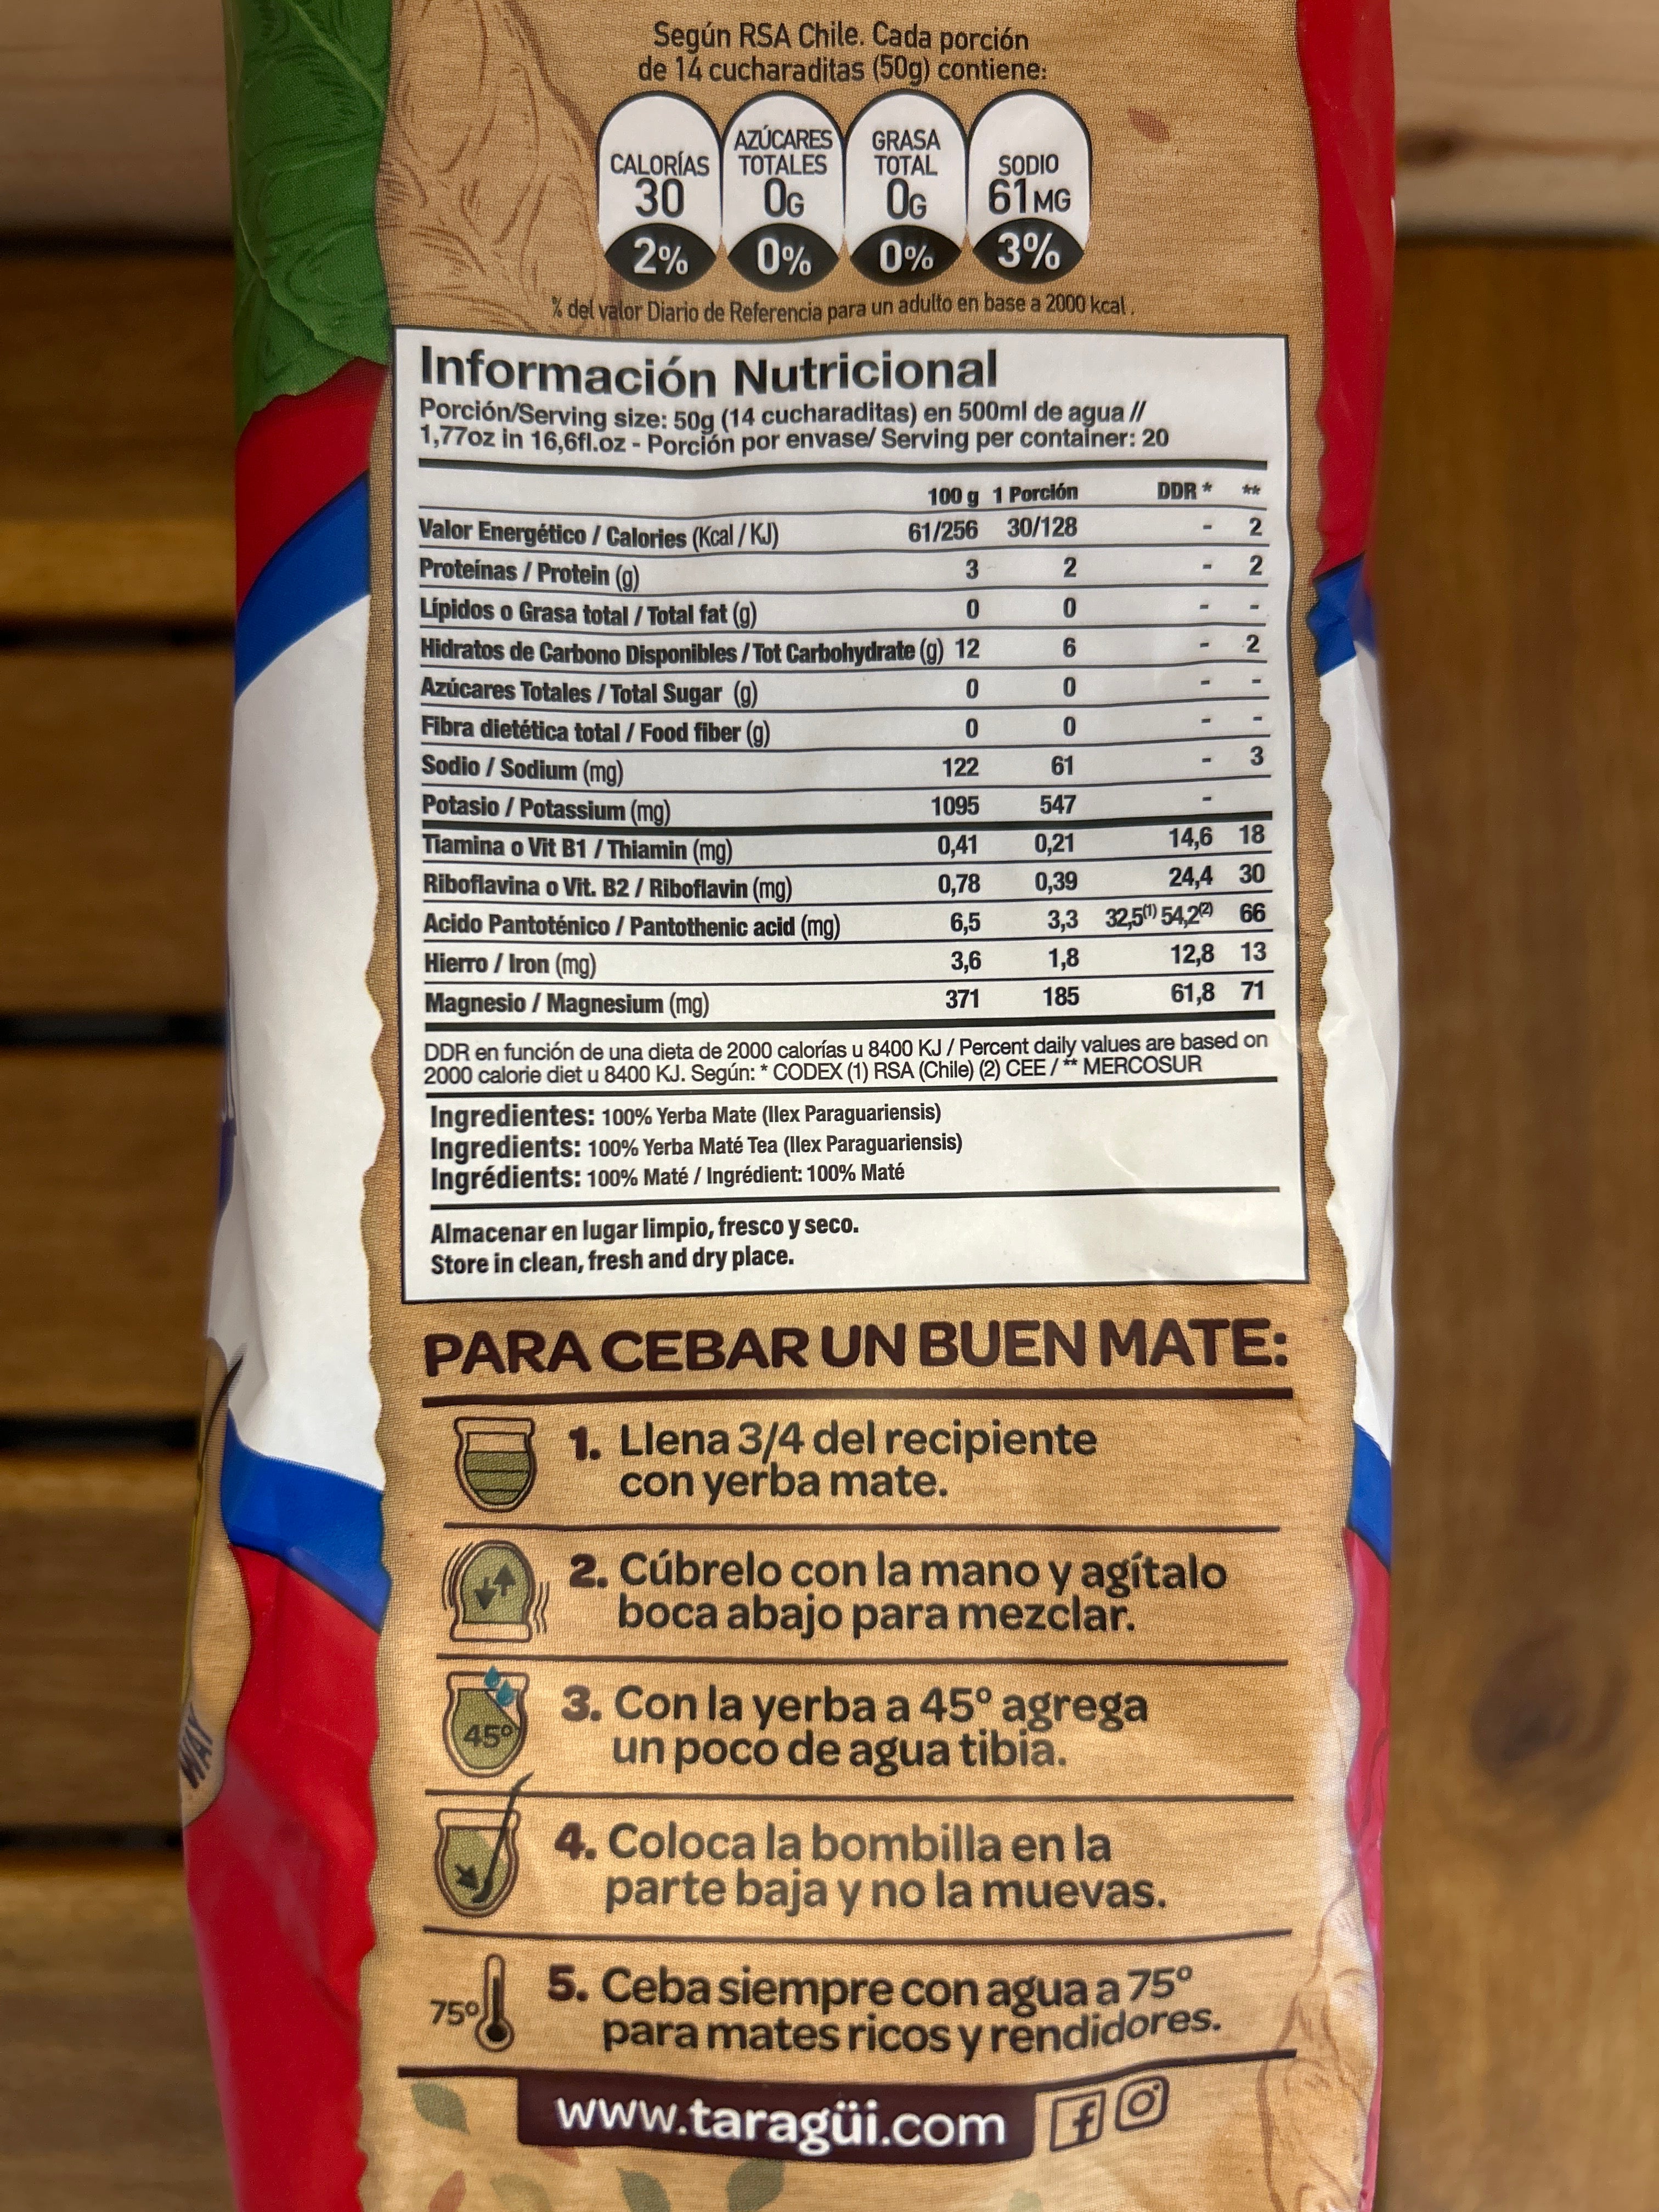 Según RSA Chile. Cada porción
de 14 cucharaditas (50g) contiene:
CALORÍAS 30 2%
AZÚCARES TOTALES 0G 0%
GRASA TOTAL 0G 0%
SODIO 61MG 3%
% del valor Diario de Referencia para un adulto en base a 2000 kcal.
Información Nutricional
Porción/Serving size: 50g (14 cucharaditas) en 500ml de agua //
1,77oz in 16,6fl.oz - Porción por envase/ Serving per container: 20
100 g 1 Porción DDR * **
Valor Energético / Calories (Kcal / KJ) 61/256 30/128 - 2
Proteínas / Protein (g) 3 2 - 2
Lípidos o Grasa total / Total fat (g) 0 0 - -
Hidratos de Carbono Disponibles / Tot Carbohydrate (g) 12 6 - 2
Azúcares Totales / Total Sugar (g) 0 0 - -
Fibra dietética total / Food fiber (g) 0 0 - -
Sodio / Sodium (mg) 122 61 - 3
Potasio / Potassium (mg) 1095 547 -
Tiamina o Vit B1 / Thiamin (mg) 0,41 0,21 14,6 18
Riboflavina o Vit. B2 / Riboflavin (mg) 0,78 0,39 24,4 30
Acido Pantoténico / Pantothenic acid (mg) 6,5 3,3 32,5(1) 54,2(2) 66
Hierro / Iron (mg) 3,6 1,8 12,8 13
Magnesio / Magnesium (mg) 371 185 61,8 71
DDR en función de una dieta de 2000 calorías u 8400 KJ / Percent daily values are based on
2000 calorie diet u 8400 KJ. Según: * CODEX (1) RSA (Chile) (2) CEE / ** MERCOSUR
Ingredientes: 100% Yerba Mate (Ilex Paraguariensis)
Ingredients: 100% Yerba Maté Tea (Ilex Paraguariensis)
Ingrédients: 100% Maté / Ingrédient: 100% Maté
Almacenar en lugar limpio, fresco y seco.
Store in clean, fresh and dry place.
PARA CEBAR UN BUEN MATE:
1. Llena 3/4 del recipiente
con yerba mate.
2. Cúbrelo con la mano y agítalo
boca abajo para mezclar.
45º
3. Con la yerba a 45º agrega
un poco de agua tibia.
4. Coloca la bombilla en la
parte baja y no la muevas.
75º
5. Ceba siempre con agua a 75º
para mates ricos y rendidores.
www.taragüi.com